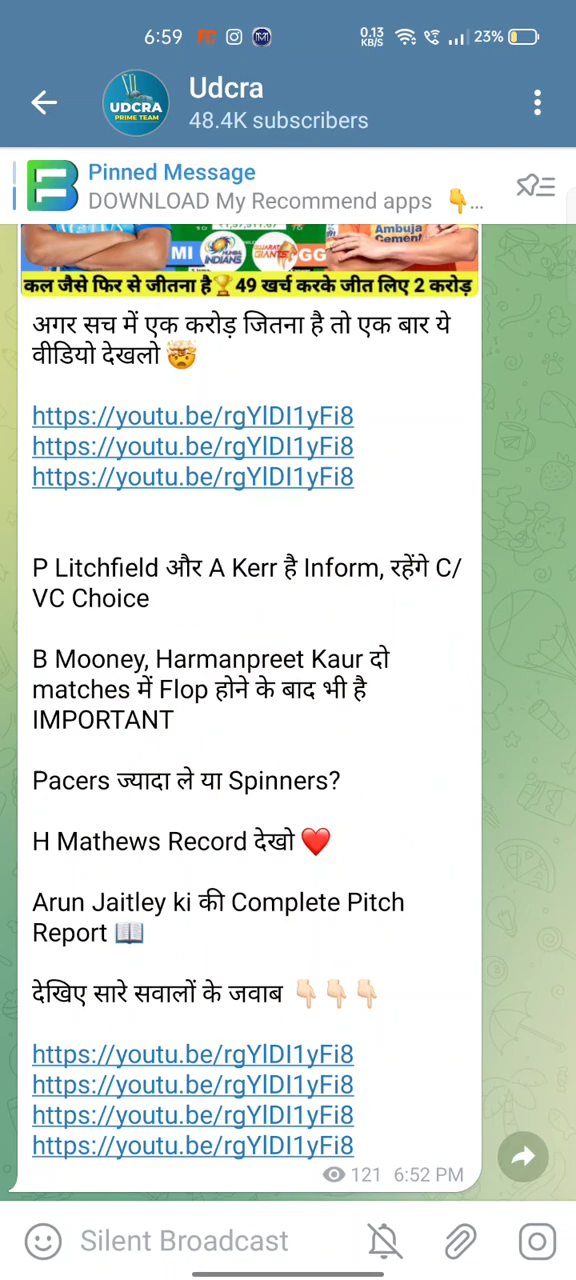 6:59
0.13 KB/S
23%
UDCRA
PRIME TEAM
Udcra
48.4K subscribers
Pinned Message
DOWNLOAD My Recommend apps 👇...
MI
MUMBAI INDIANS
GUJARAT GIANTS
GG
Ambuja Cement
कल जैसे फिर से जीतना है🏆49 खर्च करके जीत लिए 2 करोड़
अगर सच में एक करोड़ जितना है तो एक बार ये
वीडियो देखलो 🤯
https://youtu.be/rgYlDI1yFi8
https://youtu.be/rgYlDI1yFi8
https://youtu.be/rgYlDI1yFi8
P Litchfield और A Kerr है Inform, रहेंगे C/
VC Choice
B Mooney, Harmanpreet Kaur दो
matches में Flop होने के बाद भी है
IMPORTANT
Pacers ज्यादा ले या Spinners?
H Mathews Record देखो ❤️
Arun Jaitley ki की Complete Pitch
Report 📖
देखिए सारे सवालों के जवाब 👇🏻👇🏻👇🏻
https://youtu.be/rgYlDI1yFi8
https://youtu.be/rgYlDI1yFi8
https://youtu.be/rgYlDI1yFi8
https://youtu.be/rgYlDI1yFi8
121 6:52 PM
Silent Broadcast